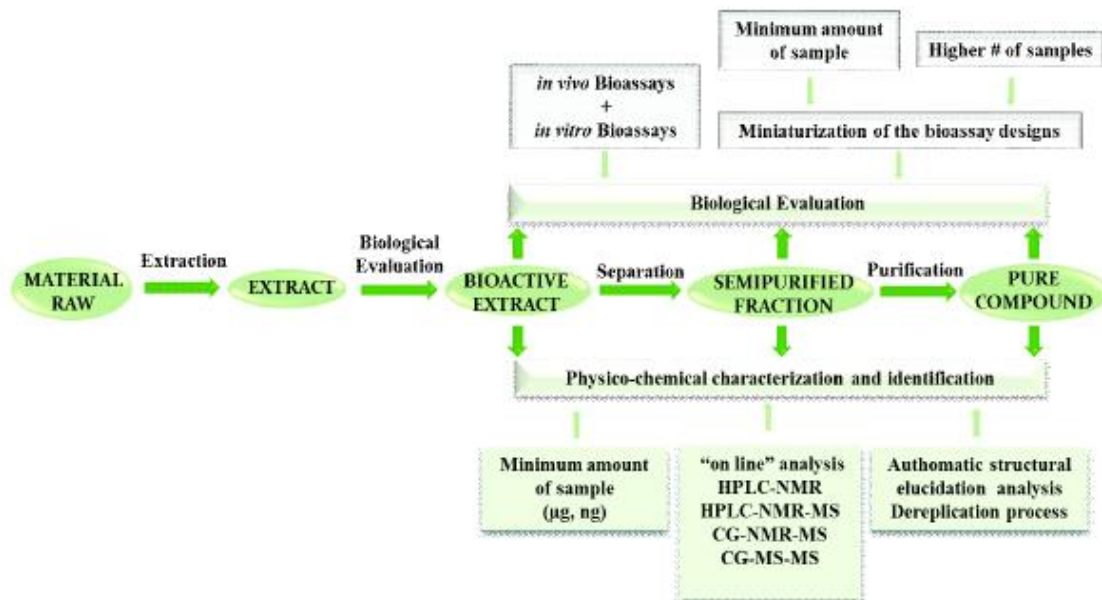 Minimum amount
of sample
Higher # of samples
in vivo Bioassays
+
in vitro Bioassays
Miniaturization of the bioassay designs
Biological Evaluation
Extraction
Biological
Evaluation
Separation
Purification
MATERIAL
RAW
EXTRACT
BIOACTIVE
EXTRACT
SEMIPURIFIED
FRACTION
PURE
COMPOUND
Physico-chemical characterization and identification
Minimum amount
of sample
(µg, ng)
"on line" analysis
HPLC-NMR
HPLC-NMR-MS
CG-NMR-MS
CG-MS-MS
Authomatic structural
elucidation analysis
Dereplication process